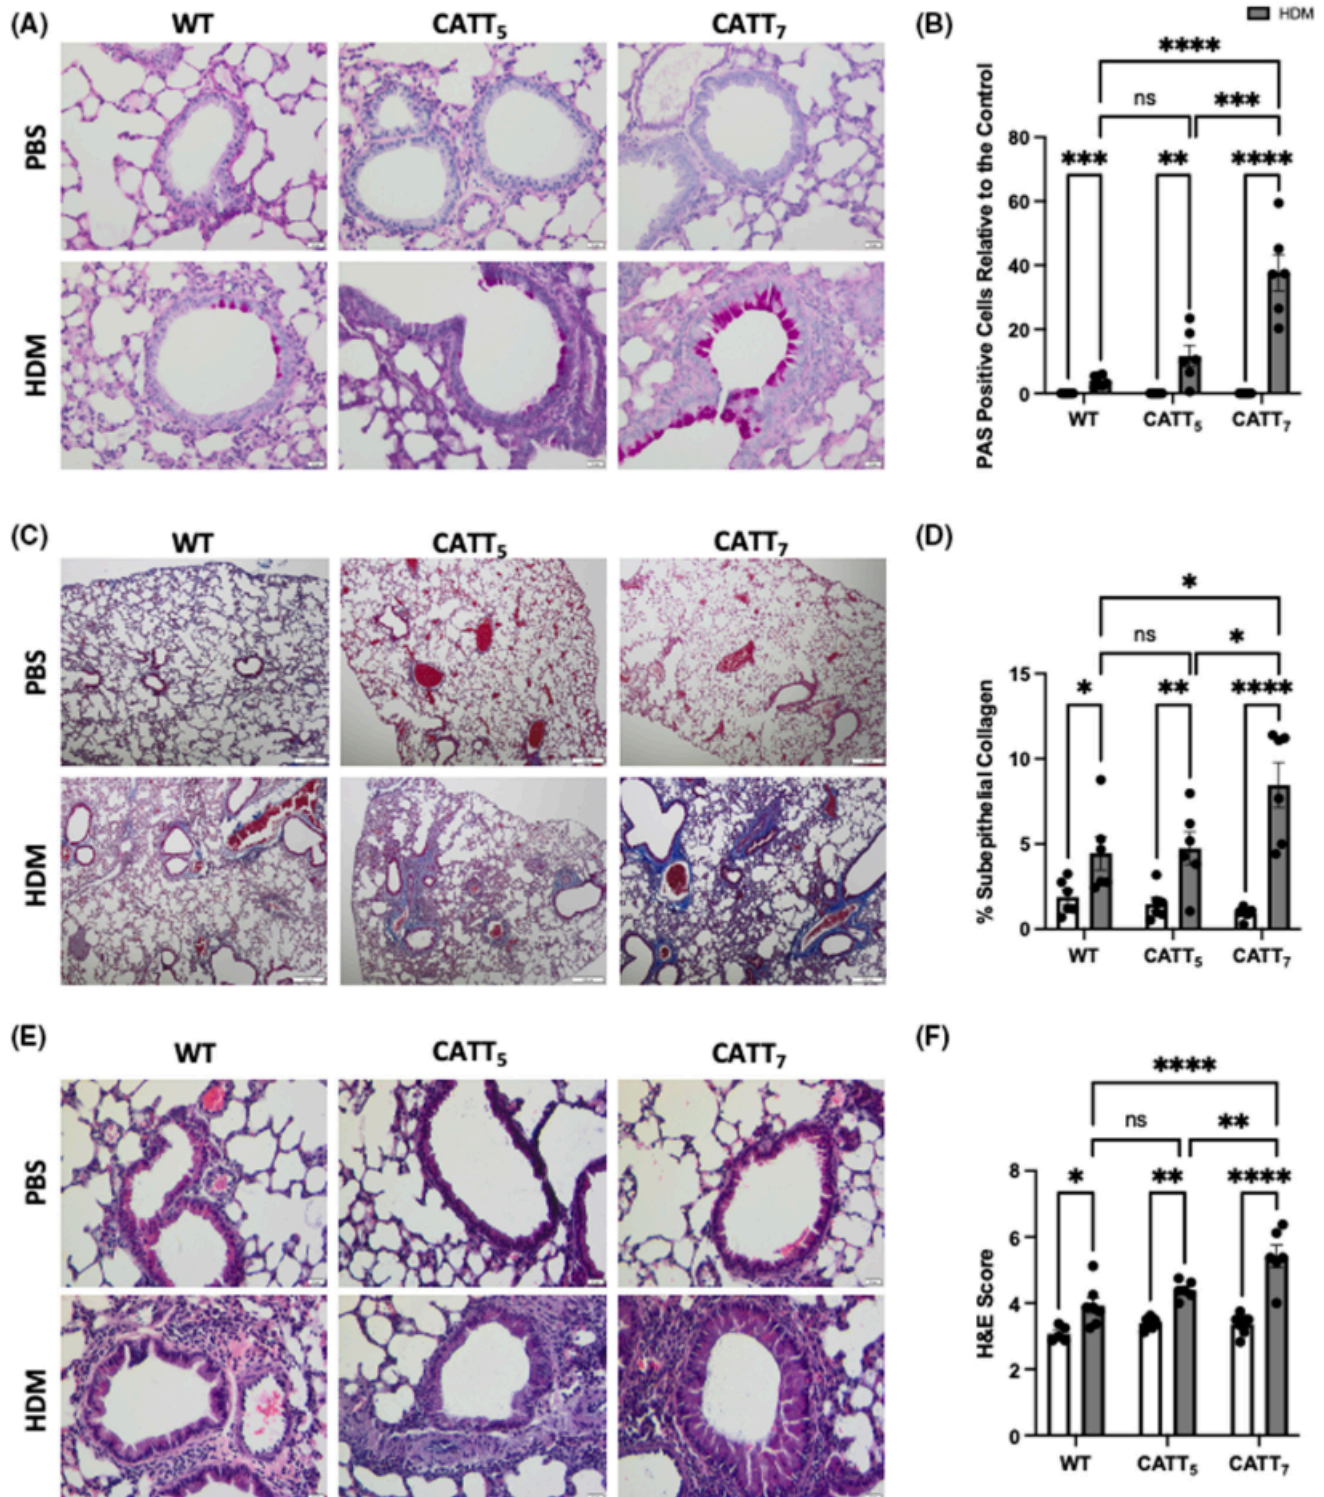 (A) WT CATT5 CATT7
PBS
HDM
(B)
HDM
PAS Positive Cells Relative to the Control
****
ns ***
*** ** ****
80
60
40
20
0
WT CATT5 CATT7
(C) WT CATT5 CATT7
PBS
HDM
(D)
% Subepithelial Collagen
*
ns *
* ** ****
15
10
5
0
WT CATT5 CATT7
(E) WT CATT5 CATT7
PBS
HDM
(F)
H&E Score
****
ns **
* ** ****
8
6
4
2
0
WT CATT5 CATT7